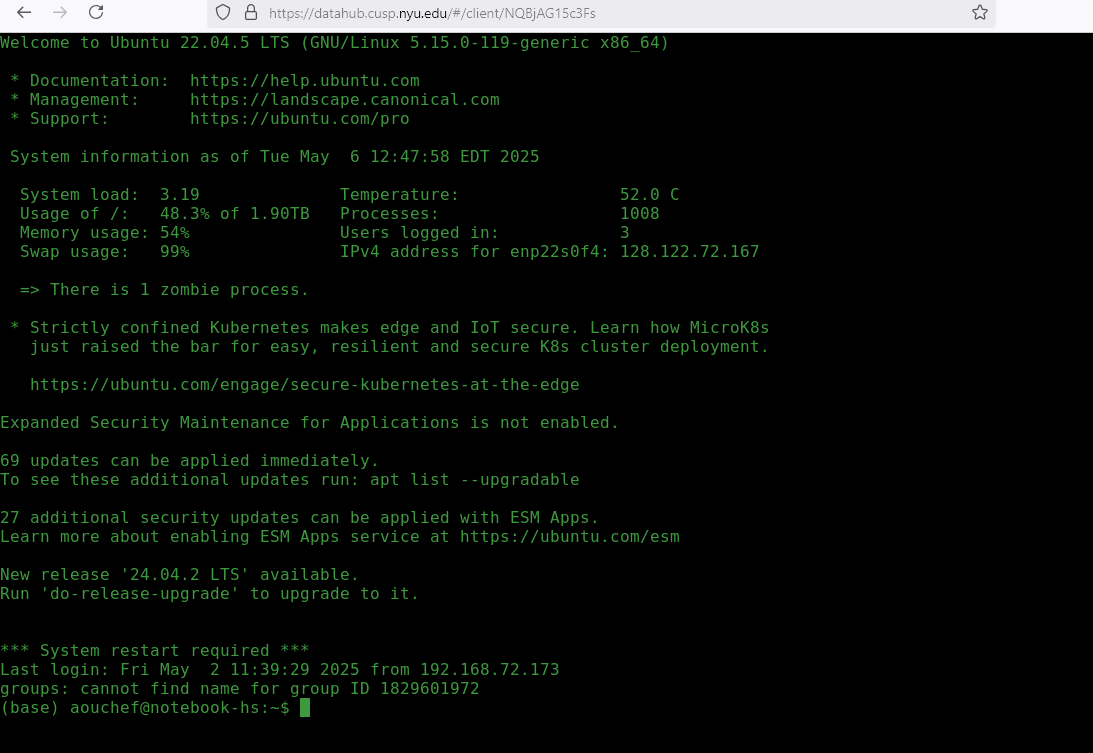 https://datahub.cusp.nyu.edu/#/client/NQBjAG15c3Fs
Welcome to Ubuntu 22.04.5 LTS (GNU/Linux 5.15.0-119-generic x86_64)
* Documentation:  https://help.ubuntu.com
* Management:     https://landscape.canonical.com
* Support:        https://ubuntu.com/pro
System information as of Tue May  6 12:47:58 EDT 2025
System load:  3.19              Temperature:                52.0 C
Usage of /:   48.3% of 1.90TB   Processes:                  1008
Memory usage: 54%               Users logged in:            3
Swap usage:   99%               IPv4 address for enp22s0f4: 128.122.72.167
=> There is 1 zombie process.
* Strictly confined Kubernetes makes edge and IoT secure. Learn how MicroK8s
just raised the bar for easy, resilient and secure K8s cluster deployment.
https://ubuntu.com/engage/secure-kubernetes-at-the-edge
Expanded Security Maintenance for Applications is not enabled.
69 updates can be applied immediately.
To see these additional updates run: apt list --upgradable
27 additional security updates can be applied with ESM Apps.
Learn more about enabling ESM Apps service at https://ubuntu.com/esm
New release '24.04.2 LTS' available.
Run 'do-release-upgrade' to upgrade to it.
*** System restart required ***
Last login: Fri May  2 11:39:29 2025 from 192.168.72.173
groups: cannot find name for group ID 1829601972
(base) aouchef@notebook-hs:~$